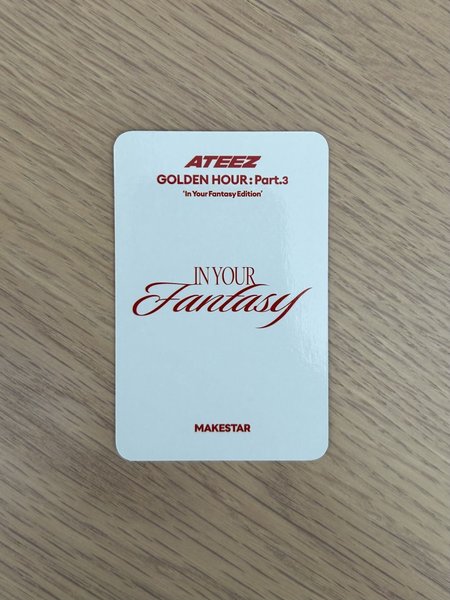 ATEEZ
GOLDEN HOUR : Part.3
'In Your Fantasy Edition'
IN YOUR
Fantasy
MAKESTAR